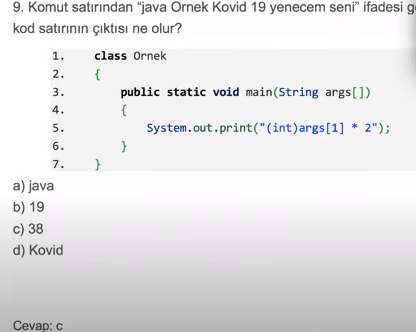 9. Komut satırından “java Ornek Kovid 19 yenecem seni” ifadesi
kod satırının çıktısı ne olur?
1. class Ornek
2. {
3. public static void main(String args[])
4. {
5. System.out.print("(int)args[1] * 2");
6. }
7. }
a) java
b) 19
c) 38
d) Kovid
Cevap: c